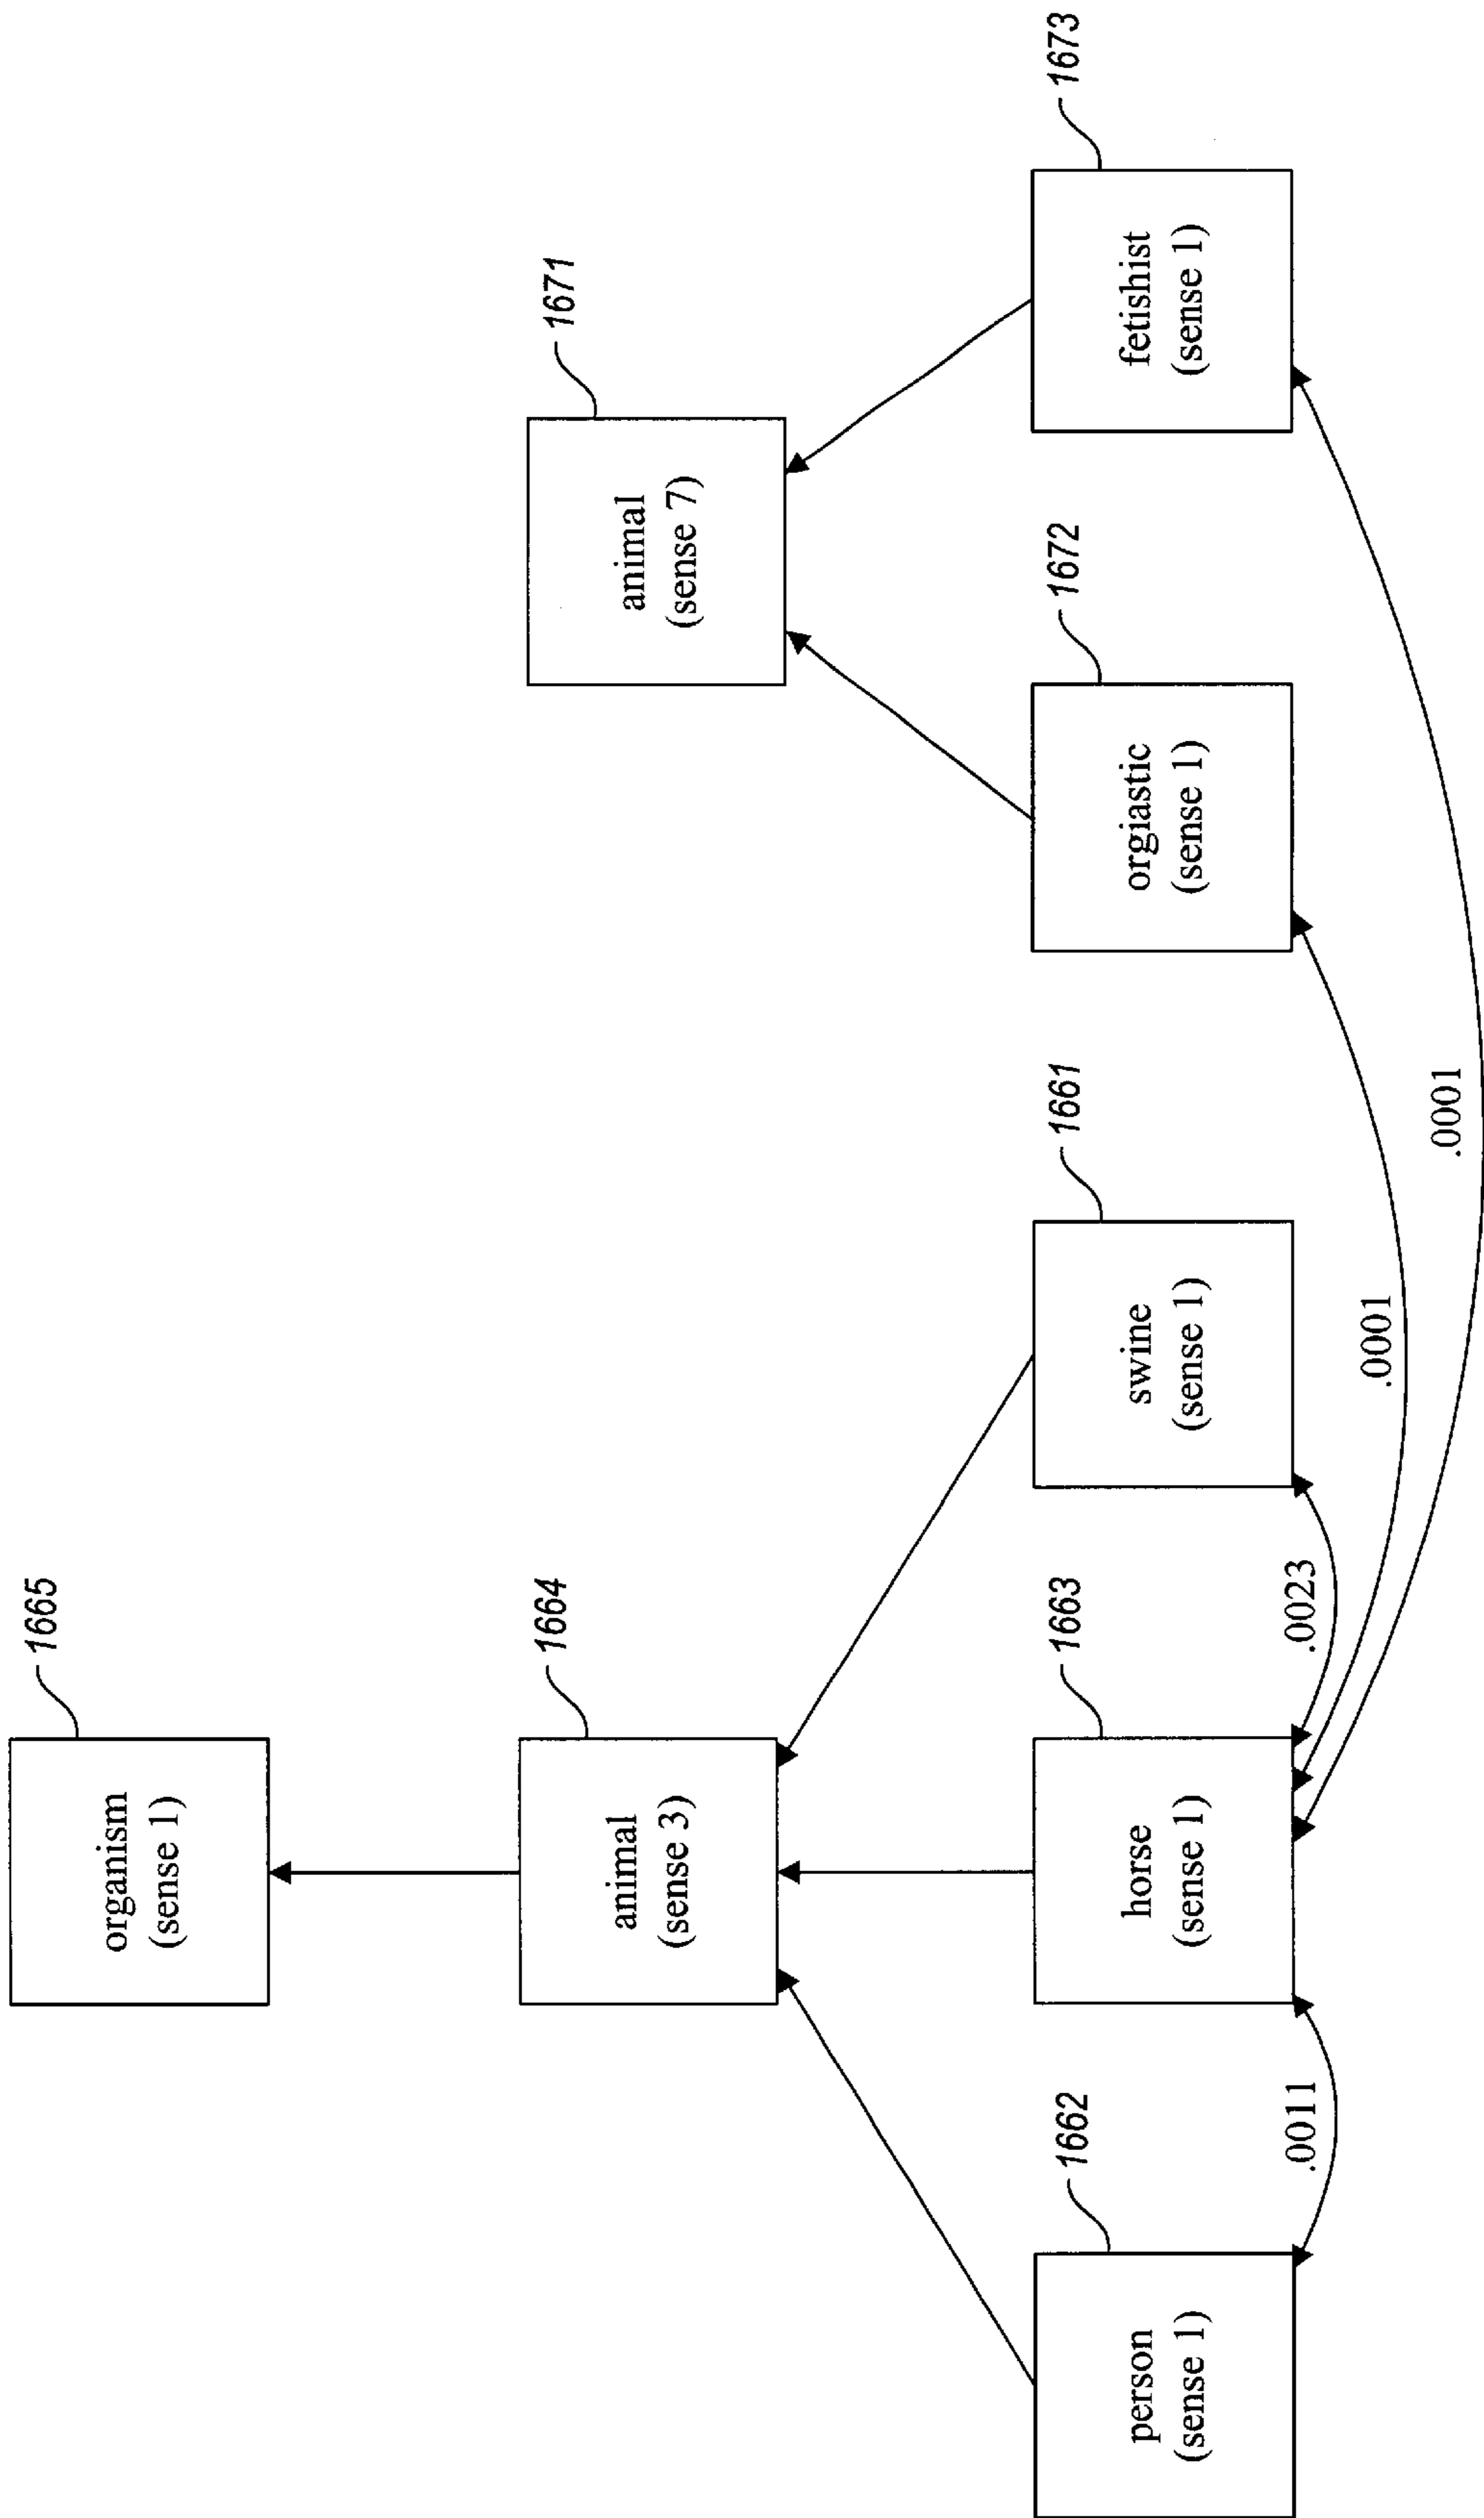 1665
organism
(sense 1)
1664
animal
(sense 3)
1671
animal
(sense 7)
1662
person
(sense 1)
1663
horse
(sense 1)
1661
swine
(sense 1)
1672
orgiastic
(sense 1)
1673
fetishist
(sense 1)
.0011
.0023
.0001
.0001